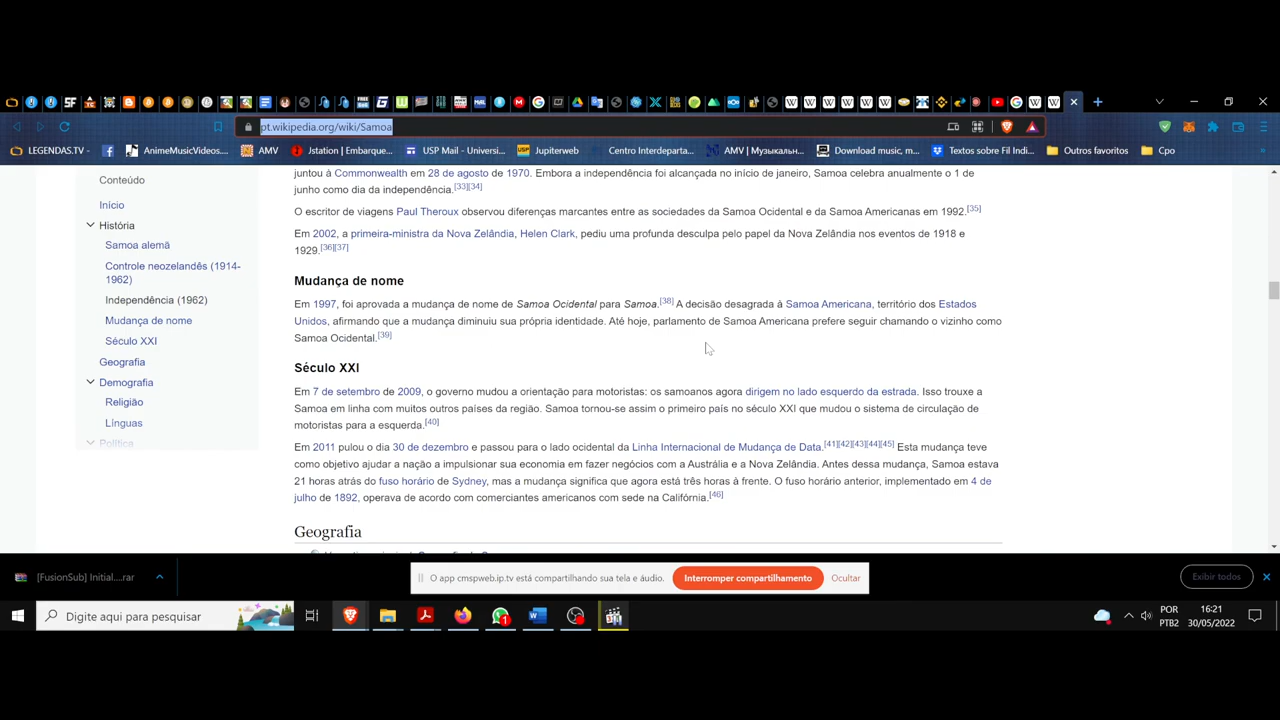 pt.wikipedia.org/wiki/Samoa
LEGENDAS.TV
AnimeMusicVideos...
AMV
Jstation | Embarque...
USP Mail - Universi...
Jupiterweb
Centro Interdeparta...
AMV | Музыкальн...
Download music, m...
Textos sobre Fil Indi...
Outros favoritos
Cpo
Conteúdo
Início
História
Samoa alemã
Controle neozelandês (1914-
1962)
Independência (1962)
Mudança de nome
Século XXI
Geografia
Demografia
Religião
Línguas
Política
juntou à Commonwealth em 28 de agosto de 1970. Embora a independência foi alcançada no início de janeiro, Samoa celebra anualmente o 1 de
junho como dia da independência.[33][34]
O escritor de viagens Paul Theroux observou diferenças marcantes entre as sociedades da Samoa Ocidental e da Samoa Americanas em 1992.[35]
Em 2002, a primeira-ministra da Nova Zelândia, Helen Clark, pediu uma profunda desculpa pelo papel da Nova Zelândia nos eventos de 1918 e
1929.[36][37]
Mudança de nome
Em 1997, foi aprovada a mudança de nome de Samoa Ocidental para Samoa.[38] A decisão desagrada à Samoa Americana, território dos Estados
Unidos, afirmando que a mudança diminuiu sua própria identidade. Até hoje, parlamento de Samoa Americana prefere seguir chamando o vizinho como
Samoa Ocidental.[39]
Século XXI
Em 7 de setembro de 2009, o governo mudou a orientação para motoristas: os samoanos agora dirigem no lado esquerdo da estrada. Isso trouxe a
Samoa em linha com muitos outros países da região. Samoa tornou-se assim o primeiro país no século XXI que mudou o sistema de circulação de
motoristas para a esquerda.[40]
Em 2011 pulou o dia 30 de dezembro e passou para o lado ocidental da Linha Internacional de Mudança de Data.[41][42][43][44][45] Esta mudança teve
como objetivo ajudar a nação a impulsionar sua economia em fazer negócios com a Austrália e a Nova Zelândia. Antes dessa mudança, Samoa estava
21 horas atrás do fuso horário de Sydney, mas a mudança significa que agora está três horas à frente. O fuso horário anterior, implementado em 4 de
julho de 1892, operava de acordo com comerciantes americanos com sede na Califórnia.[46]
Geografia
[FusionSub] Initial....rar
O app cmspweb.ip.tv está compartilhando sua tela e áudio.
Interromper compartilhamento
Ocultar
Exibir todos
Digite aqui para pesquisar
POR
PTB2
16:21
30/05/2022